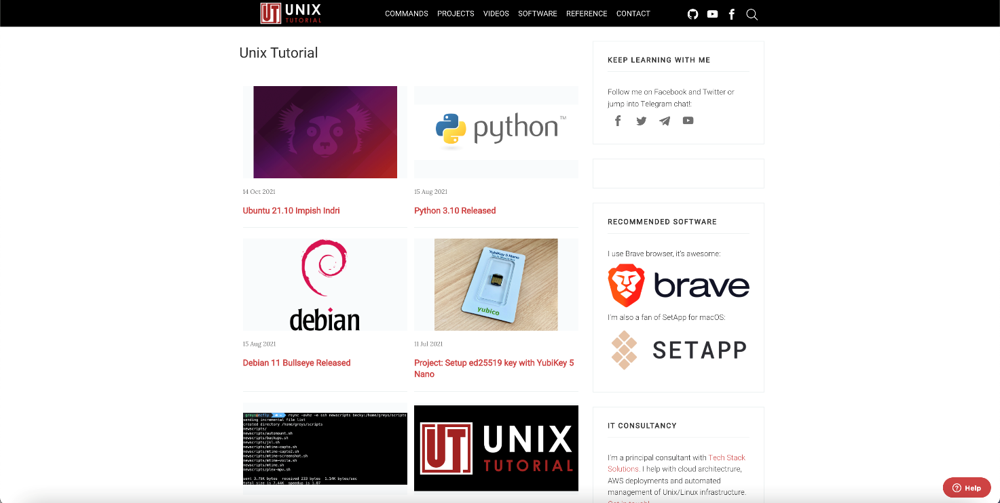 UT UNIX
TUTORIAL
COMMANDS PROJECTS VIDEOS SOFTWARE REFERENCE CONTACT
Unix Tutorial
python™
14 Oct 2021
Ubuntu 21.10 Impish Indri
15 Aug 2021
Python 3.10 Released
debian
YubiKey 5 Nano
yubico
15 Aug 2021
Debian 11 Bullseye Released
11 Jul 2021
Project: Setup ed25519 key with YubiKey 5
Nano
greys@mcfly ~ rsync -avhz -e ssh newscripts becky:/home/greys/scripts
sending incremental file list
created directory /home/greys/scripts
newscripts/
newscripts/automount.sh
newscripts/backups.sh
newscripts/jkl.sh
newscripts/mtime-capto.sh
newscripts/mtime-capto2.sh
newscripts/mtime-screenshot.sh
newscripts/mtime-voila.sh
newscripts/mtime.sh
newscripts/plex-mpv.sh
sent 3.75K bytes received 233 bytes 1.14K bytes/sec
total size is 7.44K speedup is 1.87
UT UNIX
TUTORIAL
KEEP LEARNING WITH ME
Follow me on Facebook and Twitter or
jump into Telegram chat!:
RECOMMENDED SOFTWARE
I use Brave browser, it's awesome:
brave
I'm also a fan of SetApp for macOS:
SETAPP
IT CONSULTANCY
I'm a principal consultant with Tech Stack
Solutions. I help with cloud architectrure,
AWS deployments and automated
management of Unix/Linux infrastructure.
Help